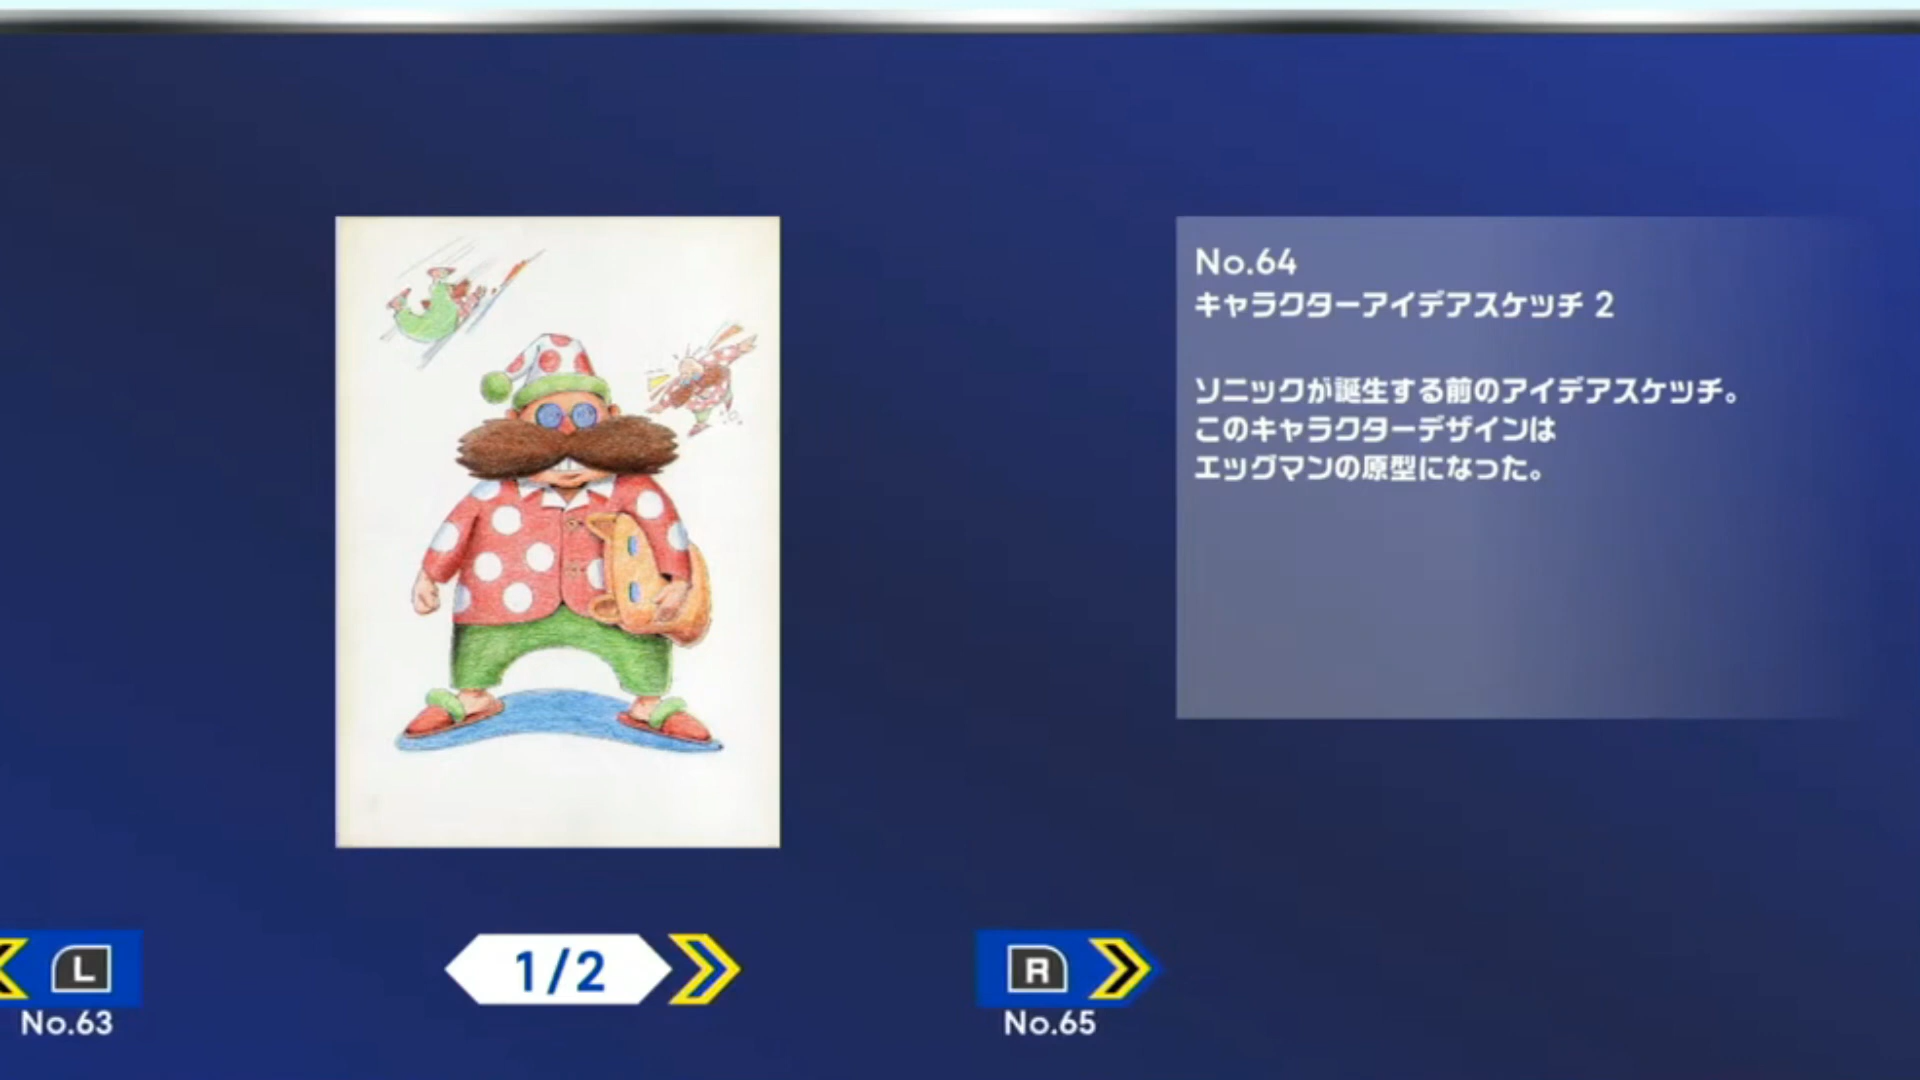 No.64
キャラクターアイデアスケッチ 2
ソニックが誕生する前のアイデアスケッチ。
このキャラクターデザインは
エッグマンの原型になった。
L
1/2
R
No.63
No.65